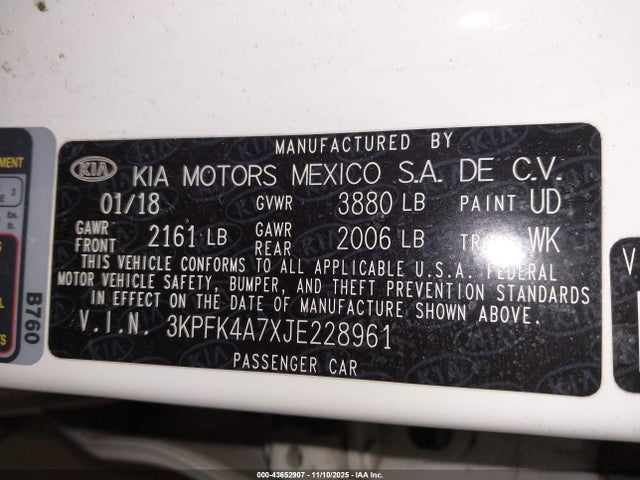 MANUFACTURED BY
KIA KIA MOTORS MEXICO S.A. DE C.V.
01/18 GVWR 3880 LB PAINT UD
GAWR FRONT 2161 LB GAWR REAR 2006 LB WK
THIS VEHICLE CONFORMS TO ALL APPLICABLE U.S.A. FEDERAL
MOTOR VEHICLE SAFETY, BUMPER, AND THEFT PREVENTION STANDARDS
IN EFFECT ON THE DATE OF MANUFACTURE SHOWN ABOVE.
V.I.N. 3KPFK4A7XJE228961
PASSENGER CAR
B760
000-43652907 - 11/10/2025 - IAA Inc.